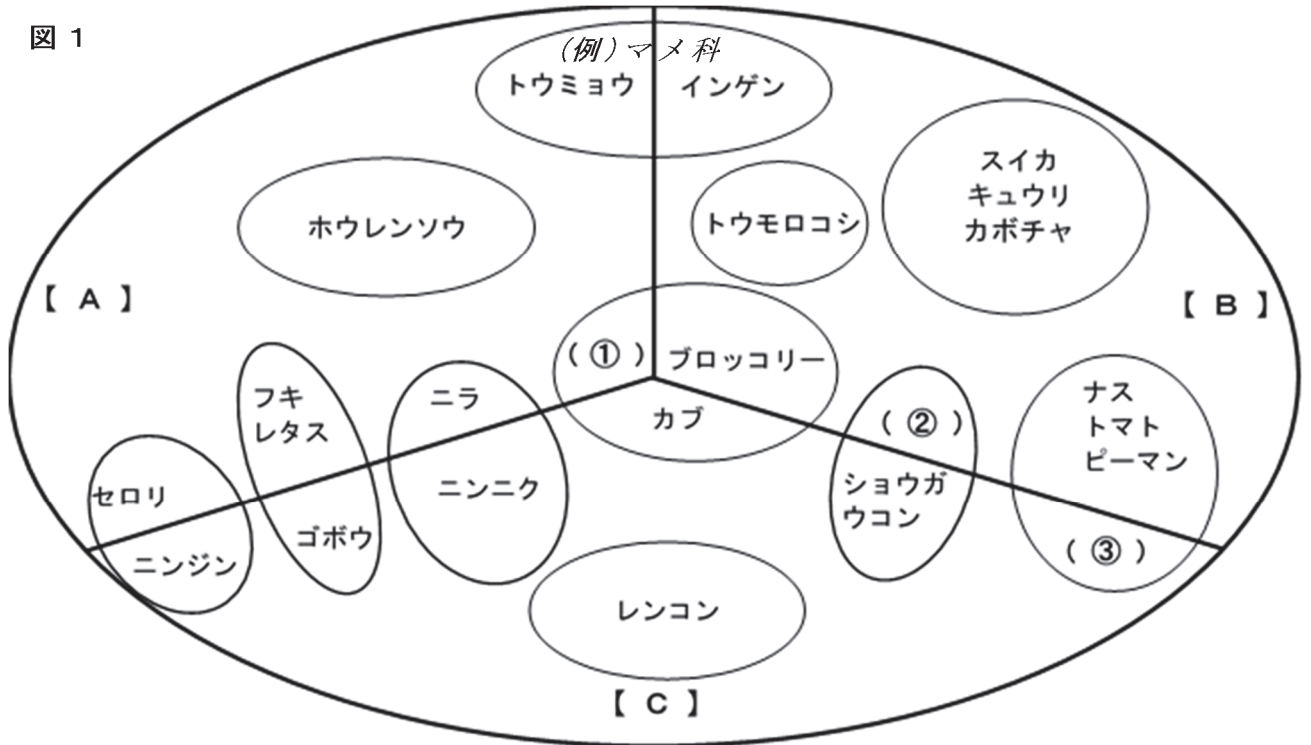 図 1
(例)マメ科
トウミョウ
インゲン
スイカ
キュウリ
カボチャ
ホウレンソウ
トウモロコシ
【 A 】
【 B 】
( ① )
ブロッコリー
カブ
フキ
レタス
ニラ
( ② )
ナス
トマト
ピーマン
セロリ
ニンニク
ショウガ
ウコン
ゴボウ
ニンジン
( ③ )
レンコン
【 C 】